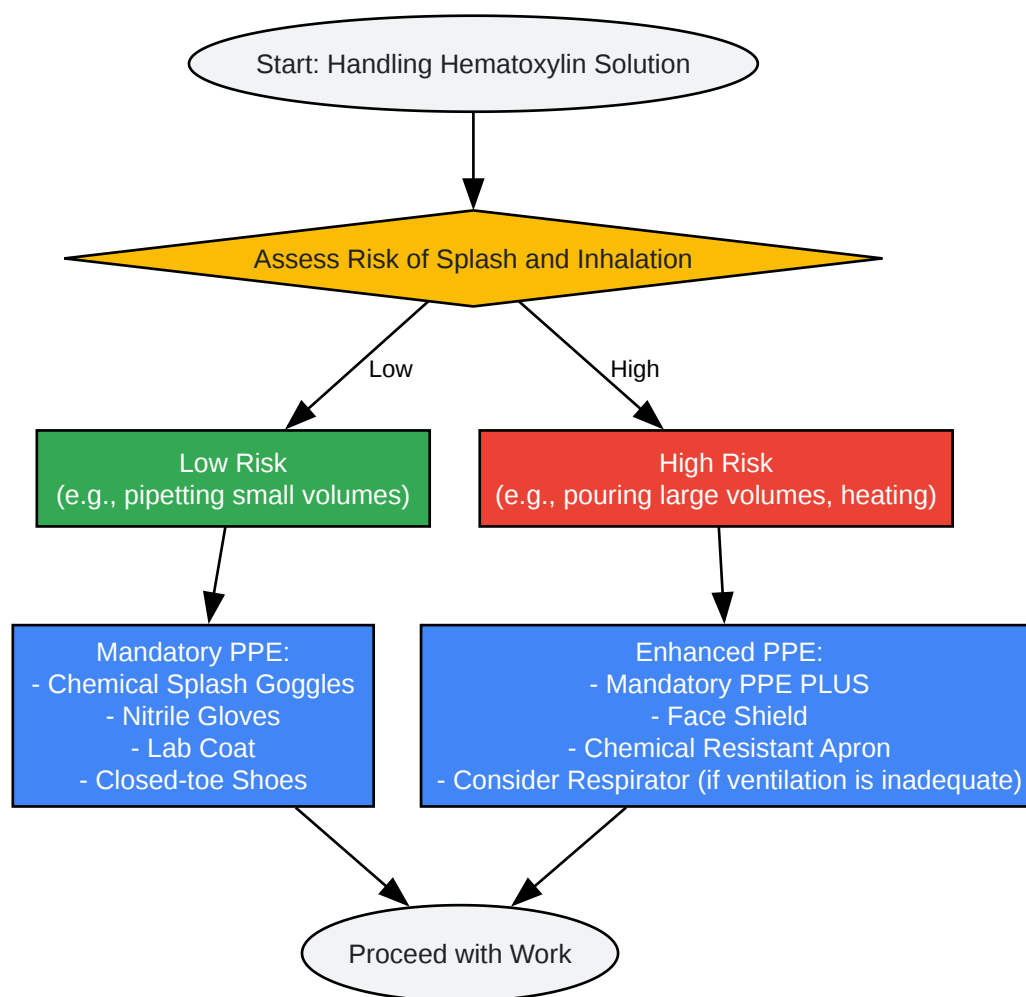 Start: Handling Hematoxylin Solution
Assess Risk of Splash and Inhalation
Low
High
Low Risk
(e.g., pipetting small volumes)
High Risk
(e.g., pouring large volumes, heating)
Mandatory PPE:
- Chemical Splash Goggles
- Nitrile Gloves
- Lab Coat
- Closed-toe Shoes
Enhanced PPE:
- Mandatory PPE PLUS
- Face Shield
- Chemical Resistant Apron
- Consider Respirator (if ventilation is inadequate)
Proceed with Work